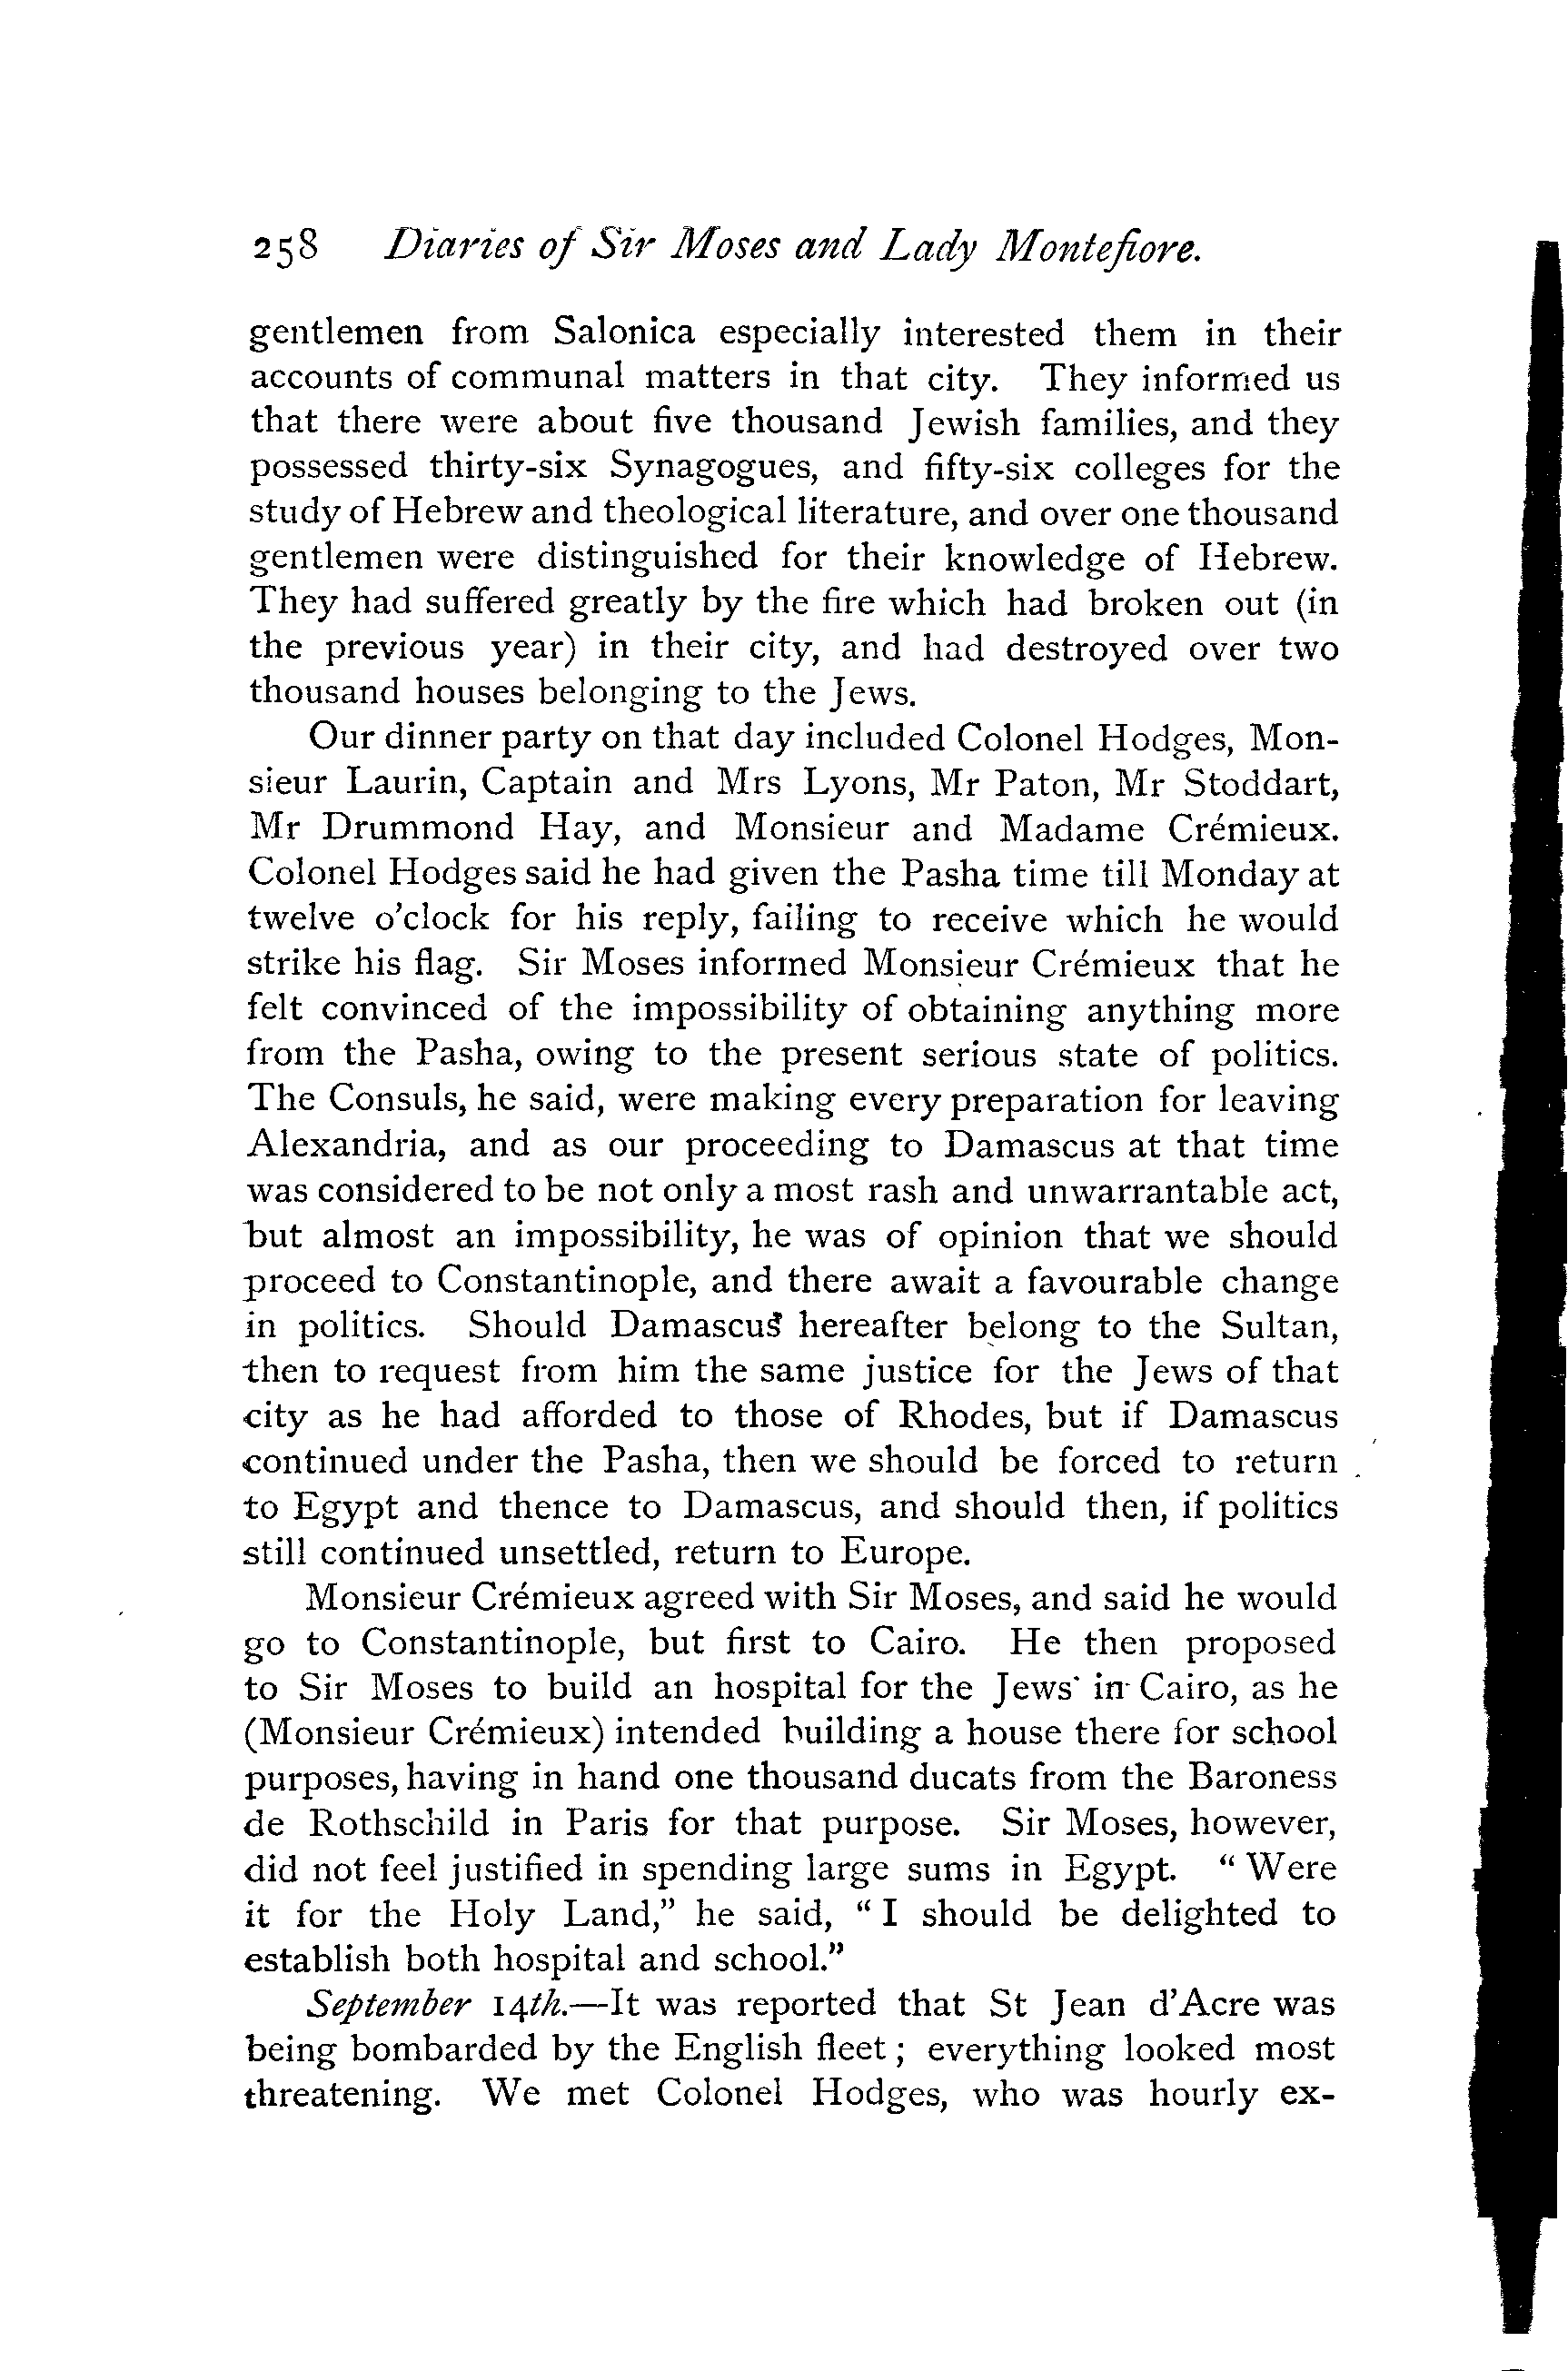 258 Diaries of Sir Moses and Lady Montefiore.
gentlemen from Salonica especially interested them in their
accounts of communal matters in that city. They informed us
that there were about five thousand Jewish families, and they
possessed thirty-six Synagogues, and fifty-six colleges for the
study of Hebrew and theological literature, and over one thousand
gentlemen were distinguished for their knowledge of Hebrew.
They had suffered greatly by the fire which had broken out (in
the previous year) in their city, and had destroyed over two
thousand houses belonging to the Jews.
Our dinner party on that day included Colonel Hodges, Mon-
sieur Laurin, Captain and Mrs Lyons, Mr Paton, Mr Stoddart,
Mr Drummond Hay, and Monsieur and Madame Crémieux.
Colonel Hodges said he had given the Pasha time till Monday at
twelve o'clock for his reply, failing to receive which he would
strike his flag. Sir Moses informed Monsieur Crémieux that he
felt convinced of the impossibility of obtaining anything more
from the Pasha, owing to the present serious state of politics.
The Consuls, he said, were making every preparation for leaving
Alexandria, and as our proceeding to Damascus at that time
was considered to be not only a most rash and unwarrantable act,
but almost an impossibility, he was of opinion that we should
proceed to Constantinople, and there await a favourable change
in politics. Should Damascus hereafter belong to the Sultan,
then to request from him the same justice for the Jews of that
city as he had afforded to those of Rhodes, but if Damascus
continued under the Pasha, then we should be forced to return
to Egypt and thence to Damascus, and should then, if politics
still continued unsettled, return to Europe.
Monsieur Crémieux agreed with Sir Moses, and said he would
go to Constantinople, but first to Cairo. He then proposed
to Sir Moses to build an hospital for the Jews in Cairo, as he
(Monsieur Crémieux) intended building a house there for school
purposes, having in hand one thousand ducats from the Baroness
de Rothschild in Paris for that purpose. Sir Moses, however,
did not feel justified in spending large sums in Egypt. "Were
it for the Holy Land," he said, "I should be delighted to
establish both hospital and school."
September 14th.—It was reported that St Jean d'Acre was
being bombarded by the English fleet; everything looked most
threatening. We met Colonel Hodges, who was hourly ex-